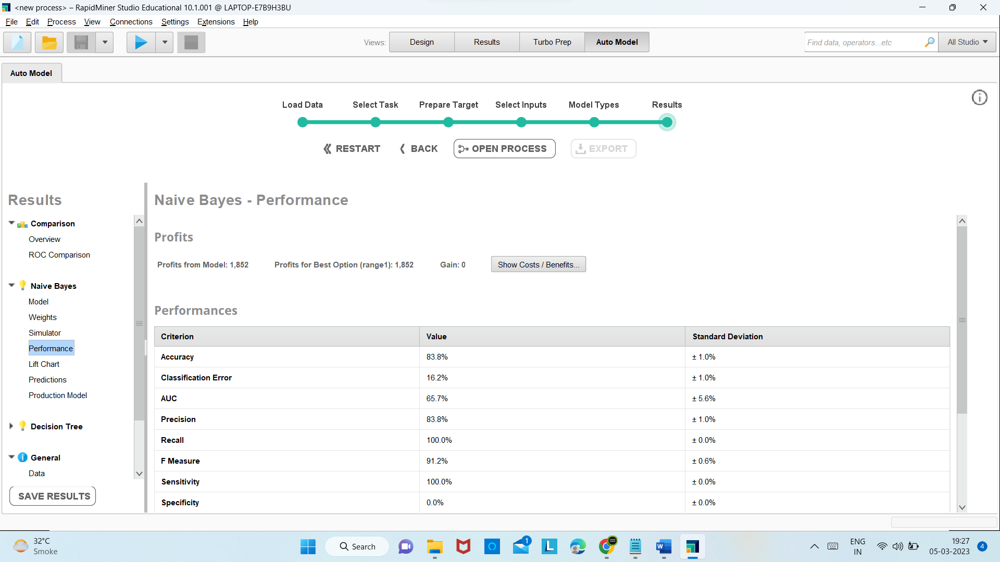 <new process> – RapidMiner Studio Educational 10.1.001 @ LAPTOP-E7B9H3BU
File Edit Process View Connections Settings Extensions Help
Views: Design Results Turbo Prep Auto Model
Find data, operators...etc All Studio
Auto Model
Load Data Select Task Prepare Target Select Inputs Model Types Results
RESTART BACK OPEN PROCESS EXPORT
Results
Comparison
Overview
ROC Comparison
Naive Bayes
Model
Weights
Simulator
Performance
Lift Chart
Predictions
Production Model
Decision Tree
General
Data
SAVE RESULTS
Naive Bayes - Performance
Profits
Profits from Model: 1,852 Profits for Best Option (range1): 1,852 Gain: 0 Show Costs / Benefits...
Performances
Criterion Value Standard Deviation
Accuracy 83.8% ± 1.0%
Classification Error 16.2% ± 1.0%
AUC 65.7% ± 5.6%
Precision 83.8% ± 1.0%
Recall 100.0% ± 0.0%
F Measure 91.2% ± 0.6%
Sensitivity 100.0% ± 0.0%
Specificity 0.0% ± 0.0%
32°C
Smoke
Search
1
L
W
ENG
IN
19:27
05-03-2023
4